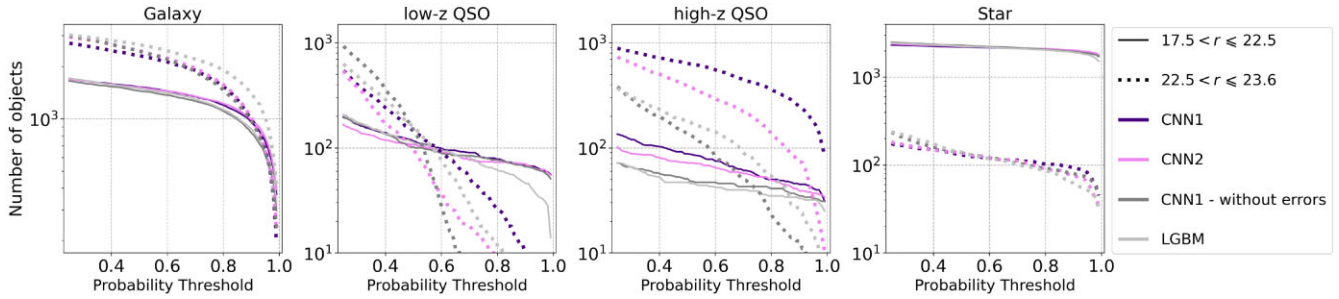 Galaxy
low-z QSO
high-z QSO
Star
Number of objects
10³
10³
10²
10¹
10³
10²
10¹
10³
10²
10¹
0.4 0.6 0.8 1.0
0.4 0.6 0.8 1.0
0.4 0.6 0.8 1.0
0.4 0.6 0.8 1.0
Probability Threshold
Probability Threshold
Probability Threshold
Probability Threshold
17.5 < r ⩽ 22.5
22.5 < r ⩽ 23.6
CNN1
CNN2
CNN1 - without errors
LGBM